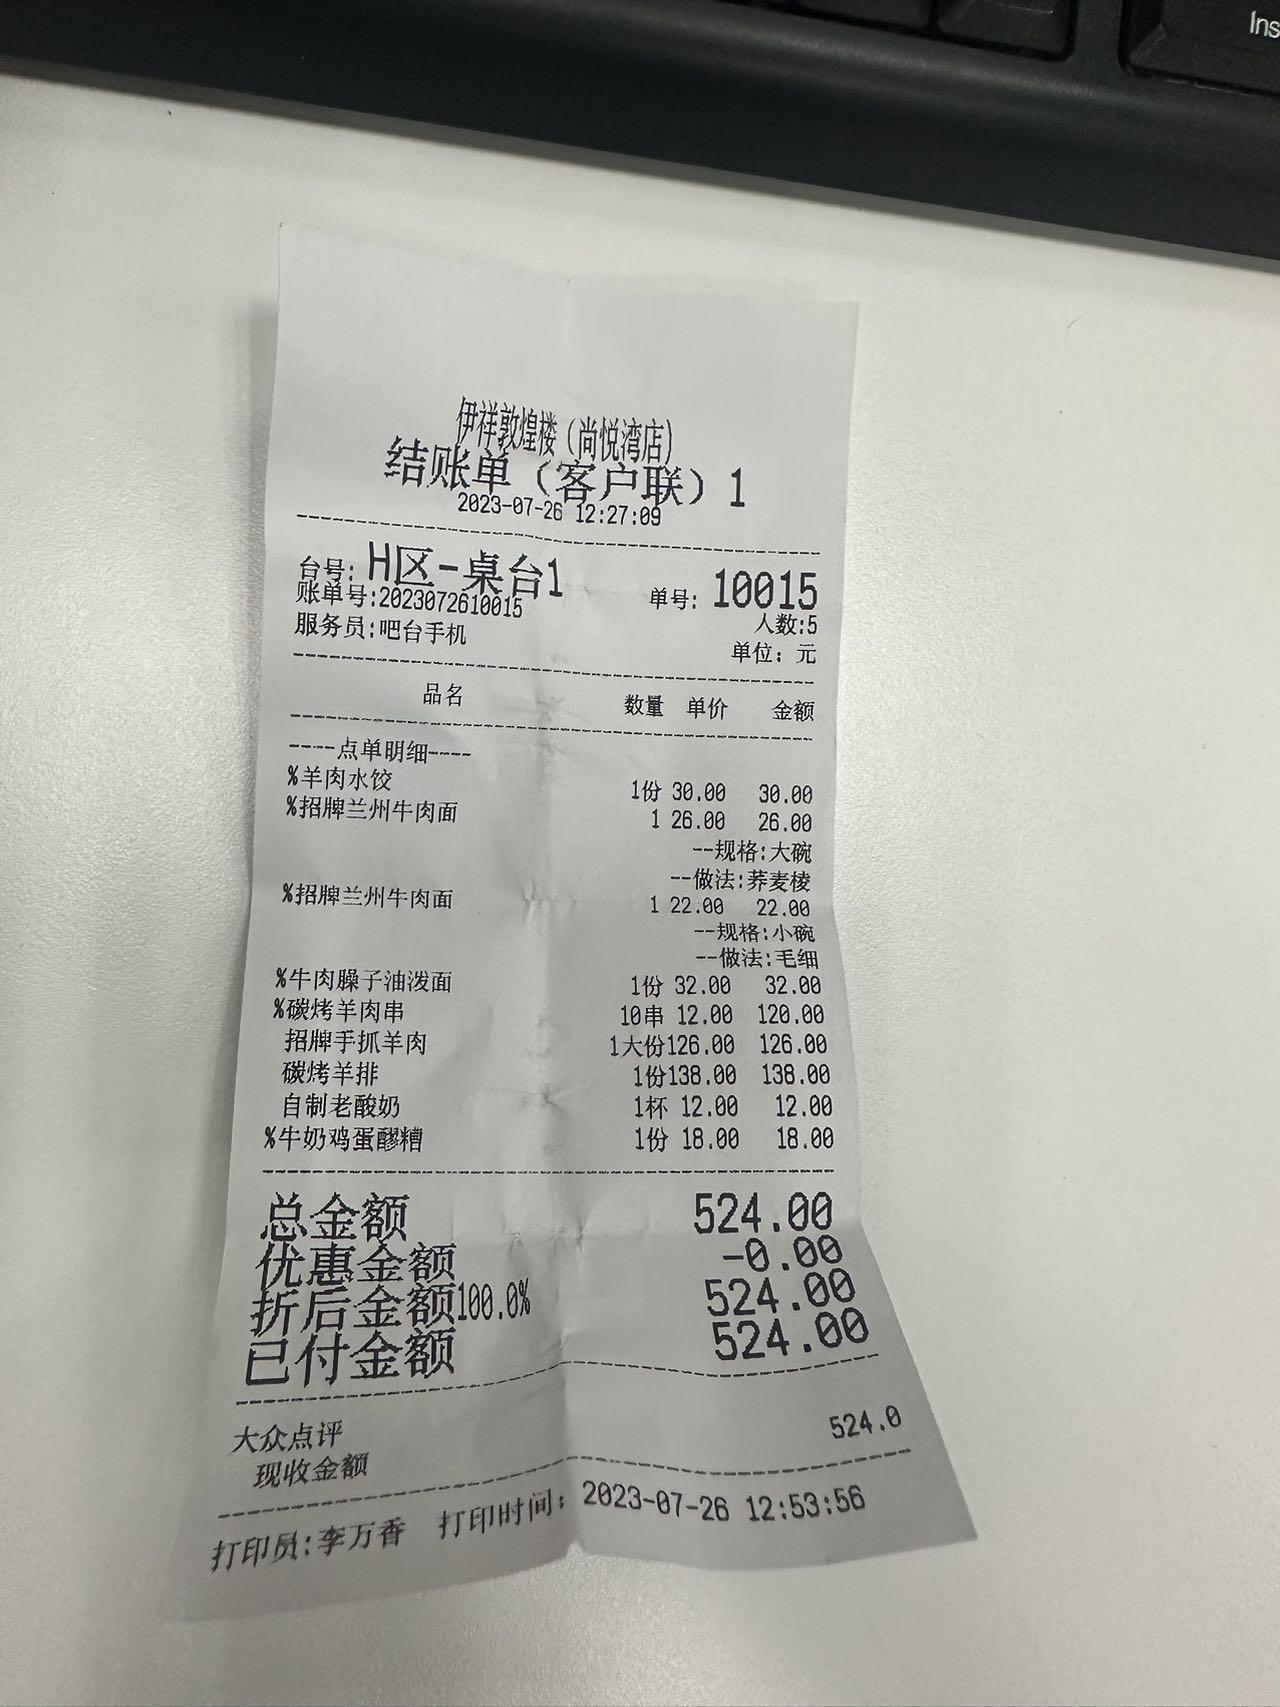 Ins
伊祥敦煌楼（尚悦湾店）
结账单（客户联）1
2023-07-26 12:27:09
台号: H区-桌台1 单号: 10015
账单号:2023072610015 人数:5
服务员:吧台手机 单位: 元
品名 数量 单价 金额
----点单明细----
%羊肉水饺 1份 30.00 30.00
%招牌兰州牛肉面 1 26.00 26.00
--规格:大碗
--做法:荞麦棱
%招牌兰州牛肉面 1 22.00 22.00
--规格:小碗
--做法:毛细
%牛肉臊子油泼面 1份 32.00 32.00
%碳烤羊肉串 10串 12.00 120.00
招牌手抓羊肉 1大份126.00 126.00
碳烤羊排 1份138.00 138.00
自制老酸奶 1杯 12.00 12.00
%牛奶鸡蛋醪糟 1份 18.00 18.00
总金额 524.00
优惠金额 -0.00
折后金额100.0% 524.00
已付金额 524.00
大众点评 524.0
现收金额
打印员:李万香 打印时间: 2023-07-26 12:53:56